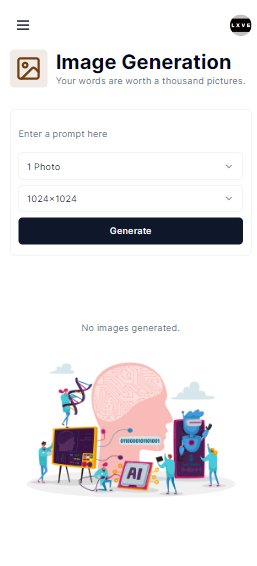 LXVE
Image Generation
Your words are worth a thousand pictures.
Enter a prompt here
1 Photo
1024×1024
Generate
No images generated.
01100001010110001
AI